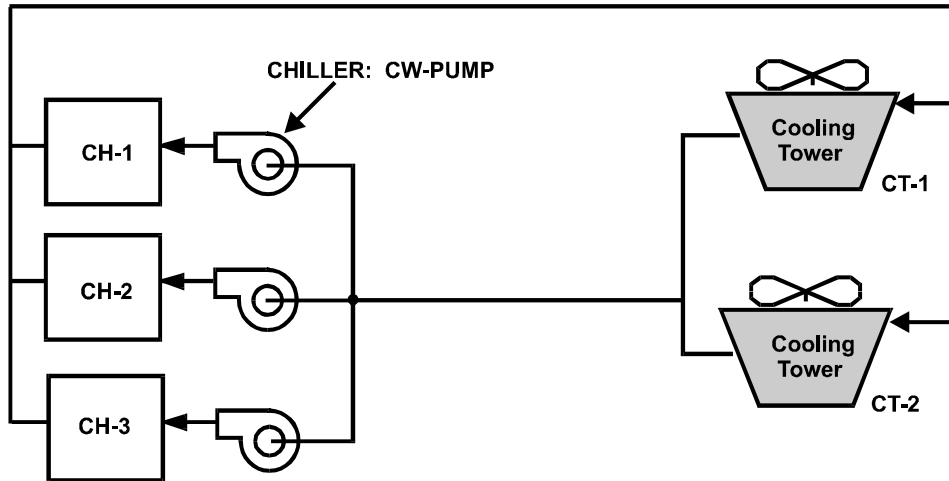 CHILLER: CW-PUMP
CH-1
Cooling
Tower
CT-1
CH-2
Cooling
Tower
CT-2
CH-3